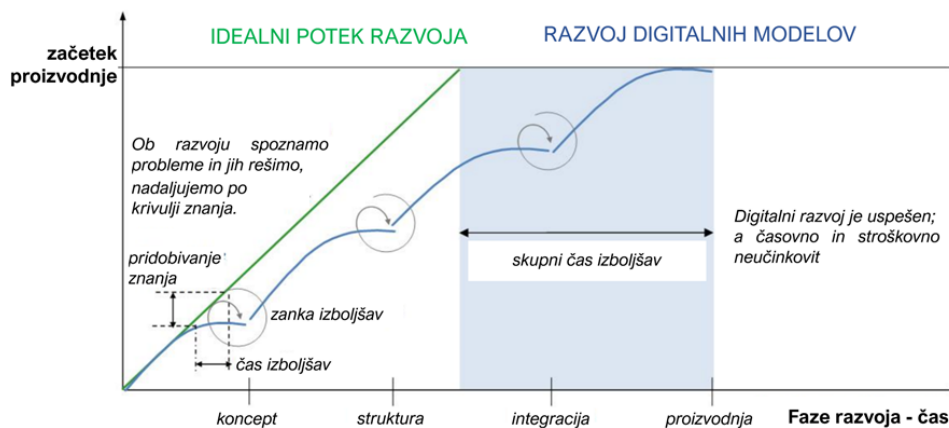 IDEALNI POTEK RAZVOJA
RAZVOJ DIGITALNIH MODELOV
začetek
proizvodnje
Ob razvoju spoznamo
probleme in jih rešimo,
nadaljujemo po
krivulji znanja.
Digitalni razvoj je uspešen;
a časovno in stroškovno
neučinkovit
pridobivanje
znanja
skupni čas izboljšav
zanka izboljšav
čas izboljšav
koncept
struktura
integracija
proizvodnja
Faze razvoja - čas